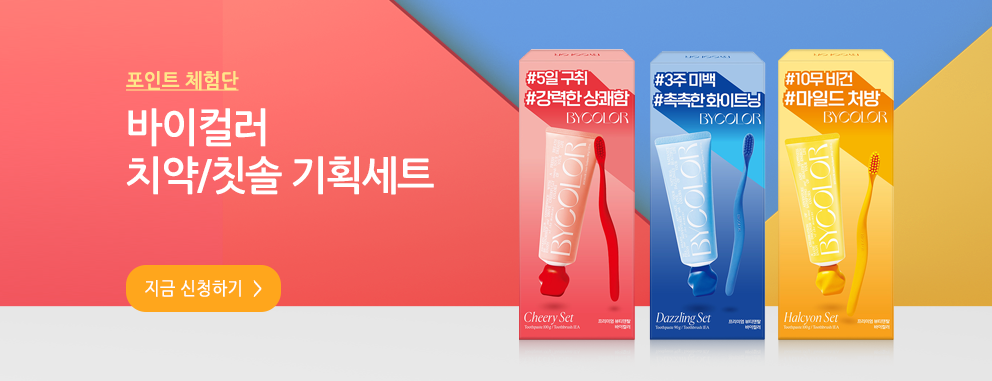 포인트 체험단
바이컬러
치약/칫솔 기획세트
지금 신청하기 >
#5일 구취
#강력한 상쾌함
BYCOLOR
BYCOLOR
Cheery Set
#3주 미백
#촉촉한 화이트닝
BYCOLOR
BYCOLOR
Dazzling Set
#10무 비건
#마일드 처방
BYCOLOR
BYCOLOR
Halcyon Set